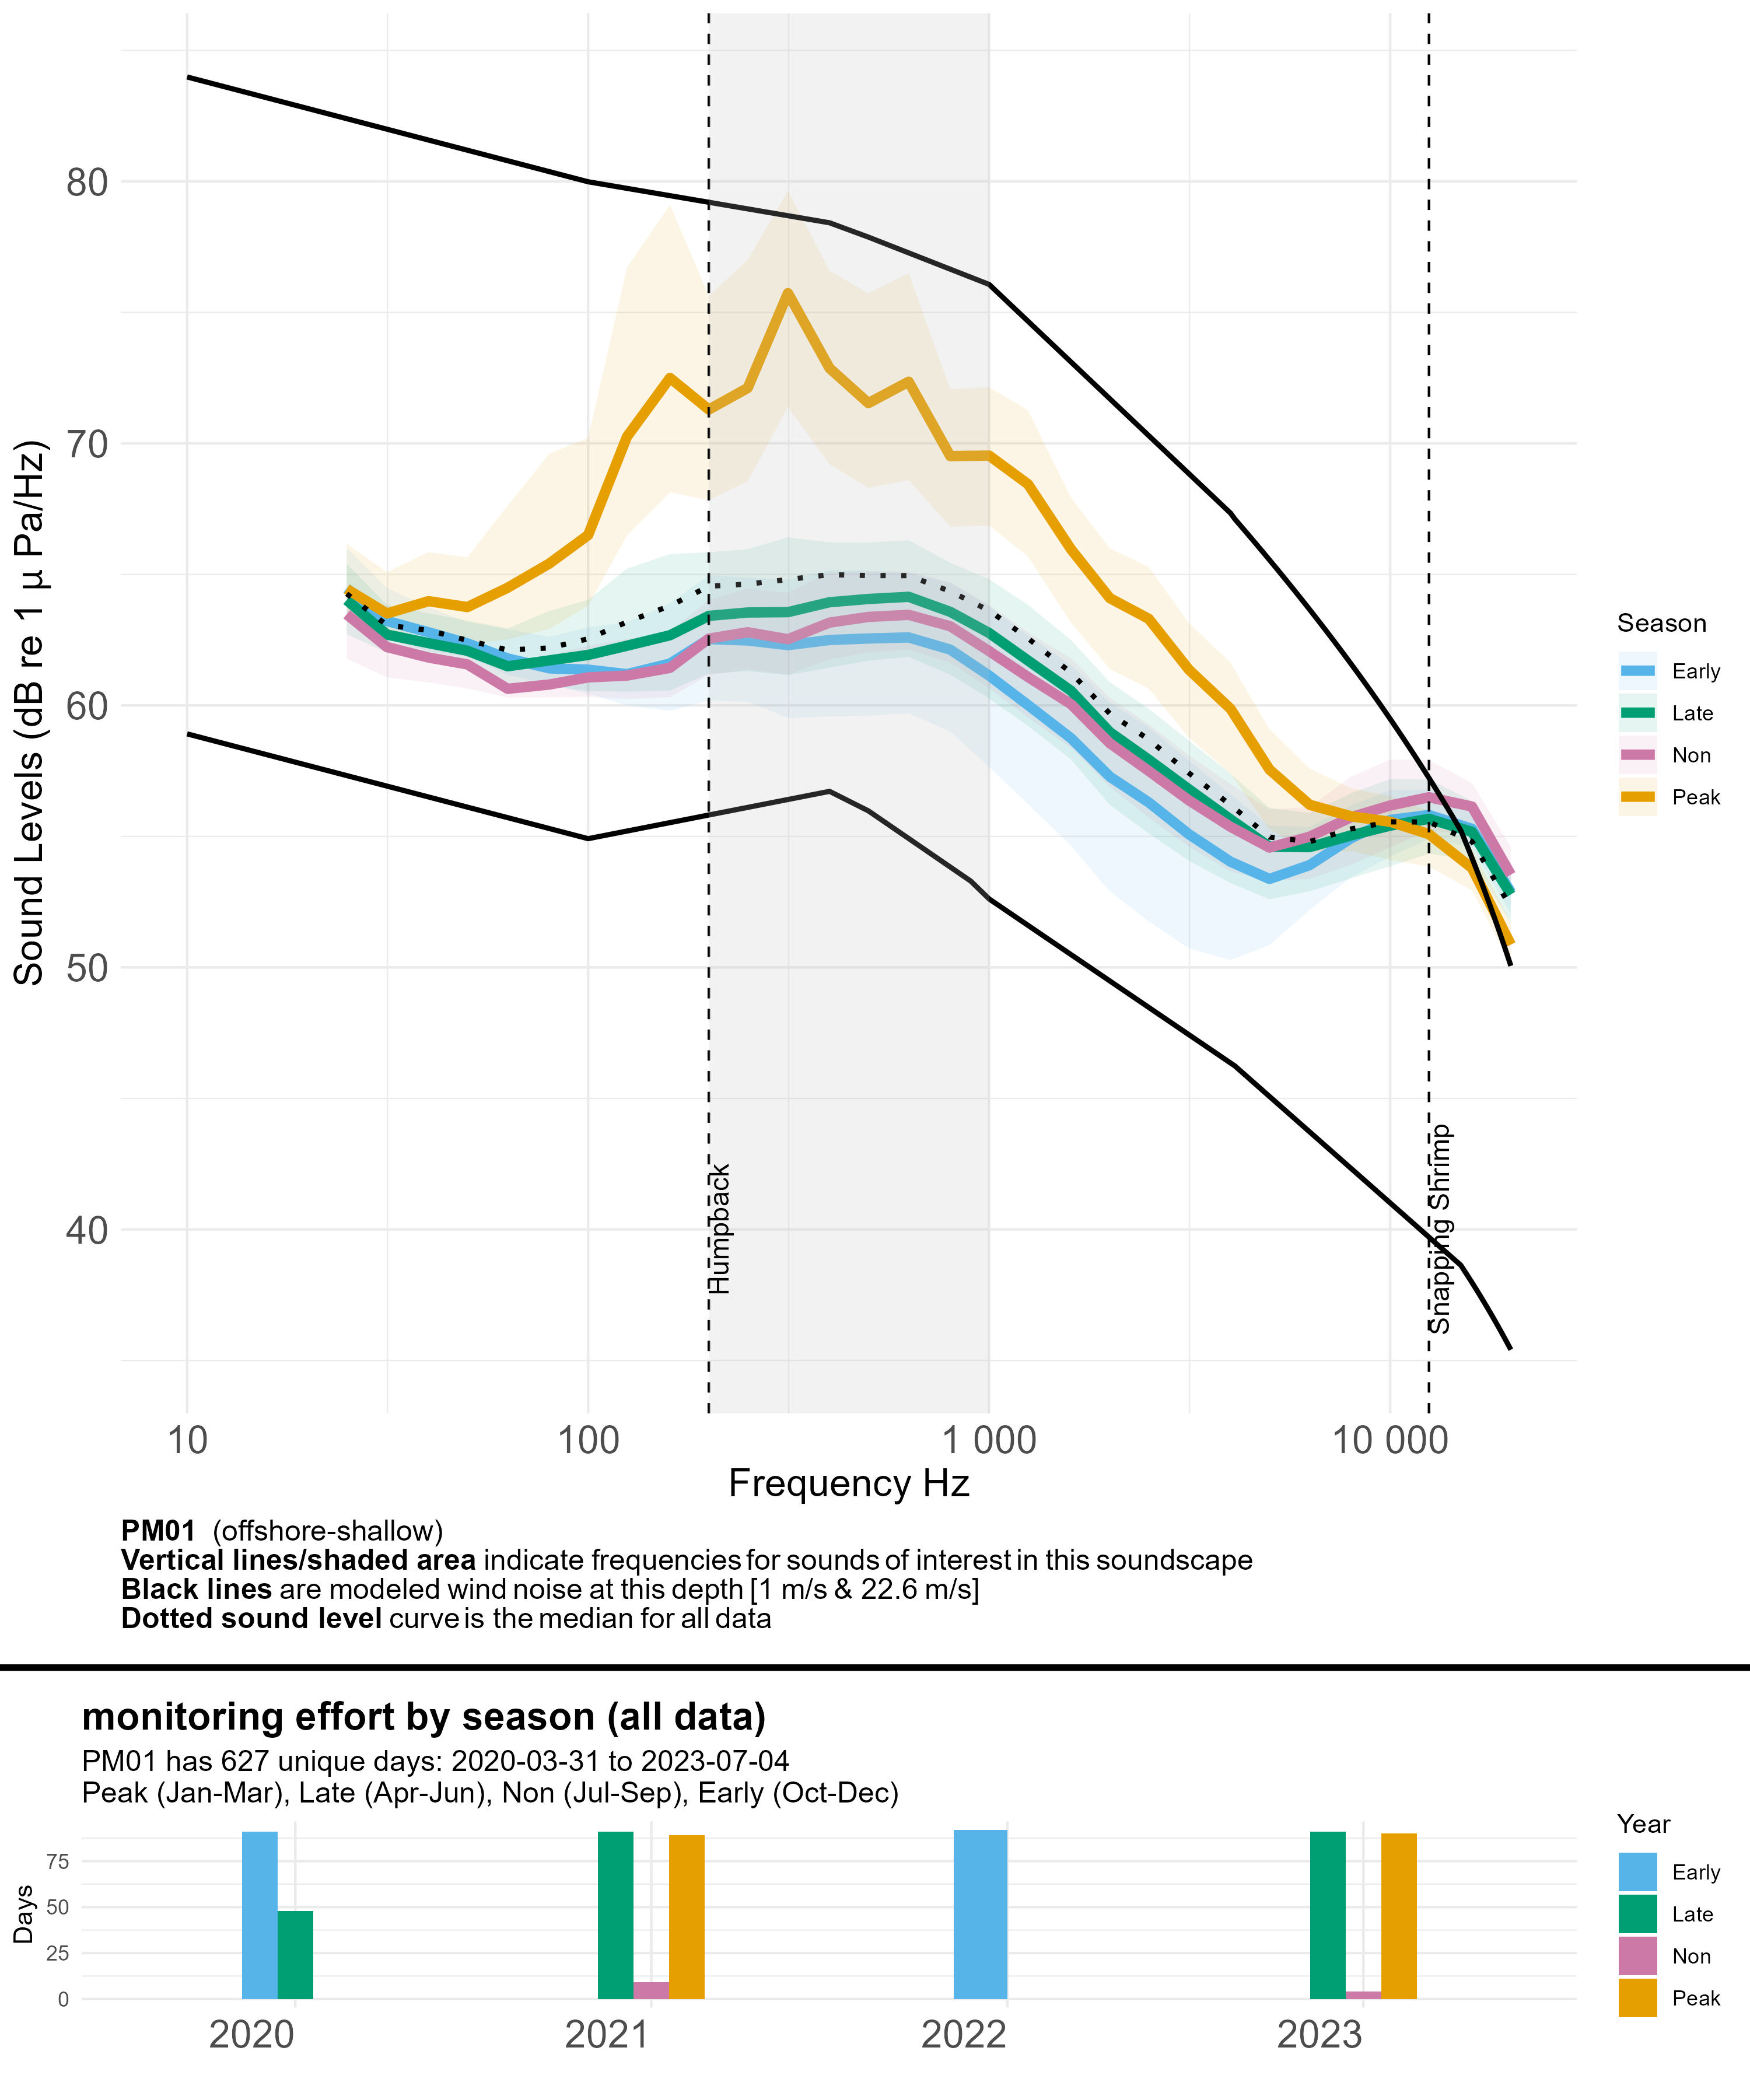 Sound Levels (dB re 1 µ Pa/Hz)
80
70
60
50
40
Humpback
Snapping Shrimp
10
100
1 000
10 000
Frequency Hz
Season
Early
Late
Non
Peak
PM01 (offshore-shallow)
Vertical lines/shaded area indicate frequencies for sounds of interest in this soundscape
Black lines are modeled wind noise at this depth [1 m/s & 22.6 m/s]
Dotted sound level curve is the median for all data
monitoring effort by season (all data)
PM01 has 627 unique days: 2020-03-31 to 2023-07-04
Peak (Jan-Mar), Late (Apr-Jun), Non (Jul-Sep), Early (Oct-Dec)
Days
75
50
25
0
2020
2021
2022
2023
Year
Early
Late
Non
Peak